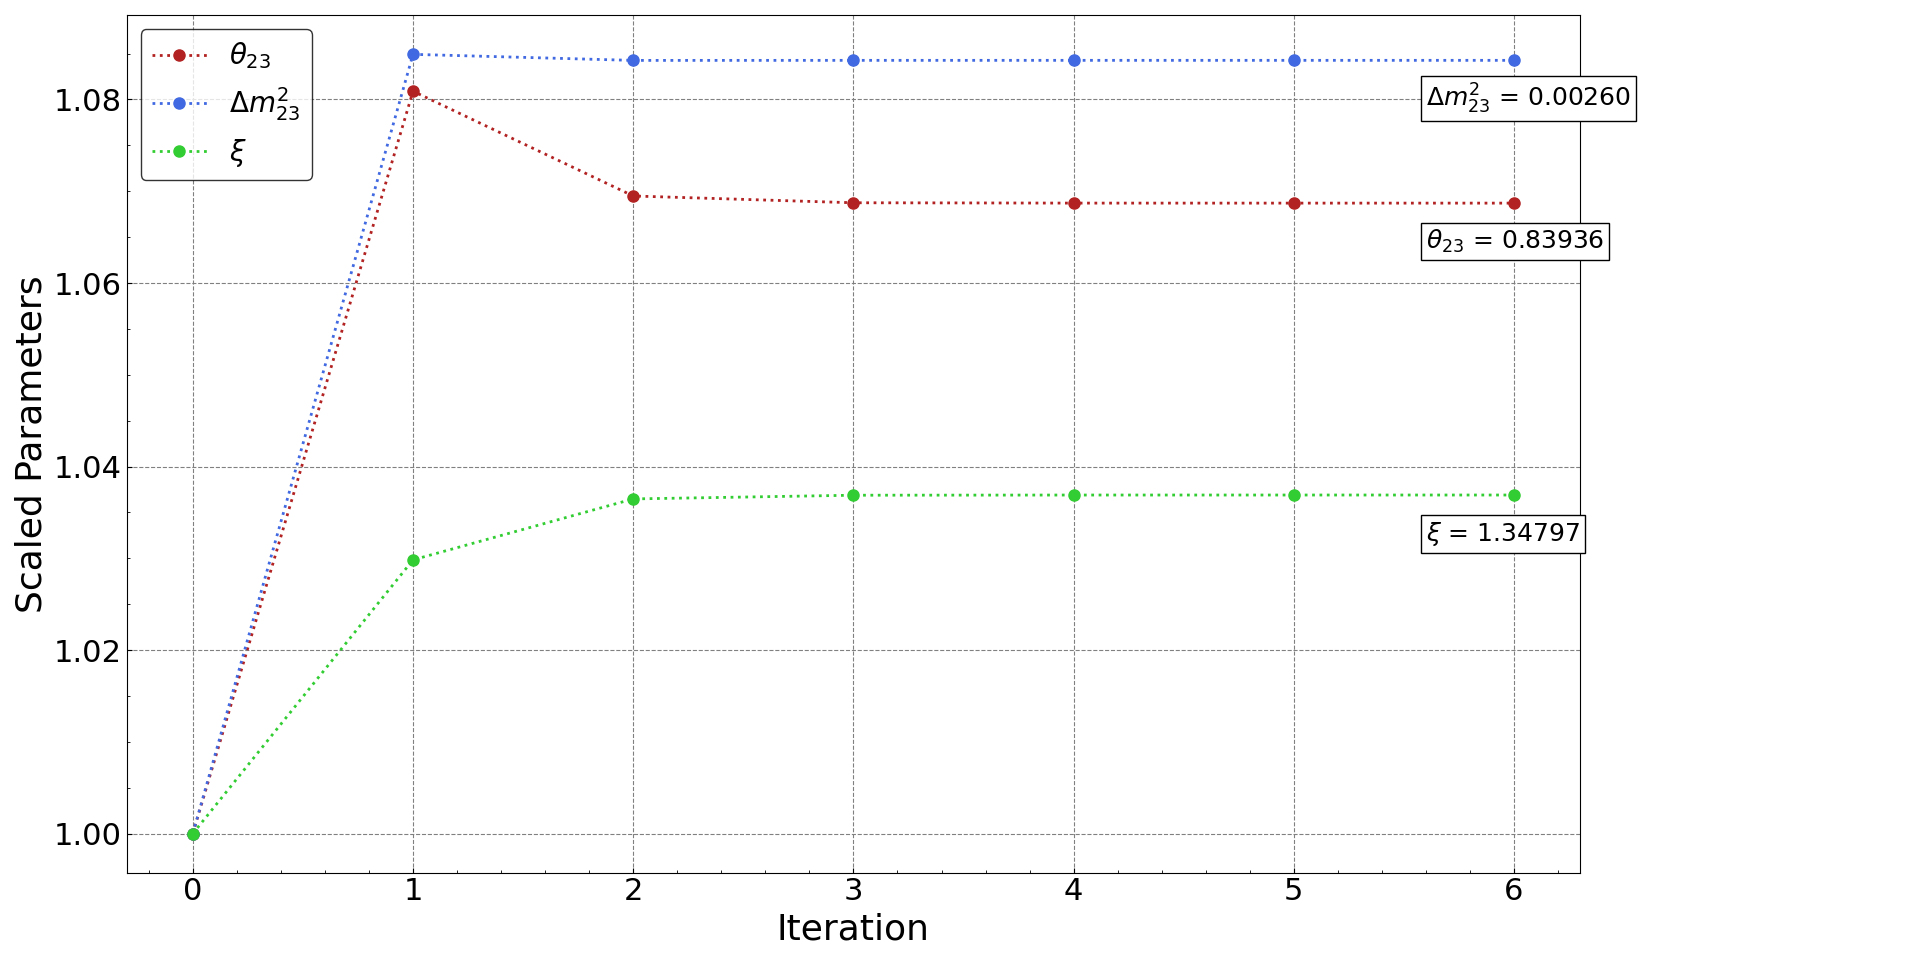 θ₂₃
Δm²₂₃
ξ
1.08
1.06
1.04
1.02
1.00
Scaled Parameters
Δm²₂₃ = 0.00260
θ₂₃ = 0.83936
ξ = 1.34797
0 1 2 3 4 5 6
Iteration